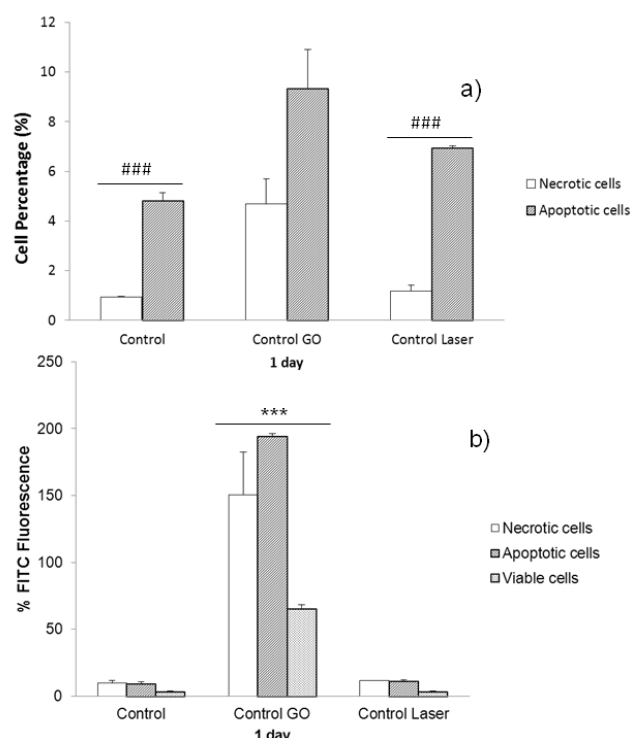 12
10
8
6
4
2
0
Cell Percentage (%)
a)
###
###
Necrotic cells
Apoptotic cells
Control
Control GO
Control Laser
1 day
250
200
150
100
50
0
% FITC Fluorescence
b)
***
Necrotic cells
Apoptotic cells
Viable cells
Control
Control GO
Control Laser
1 day